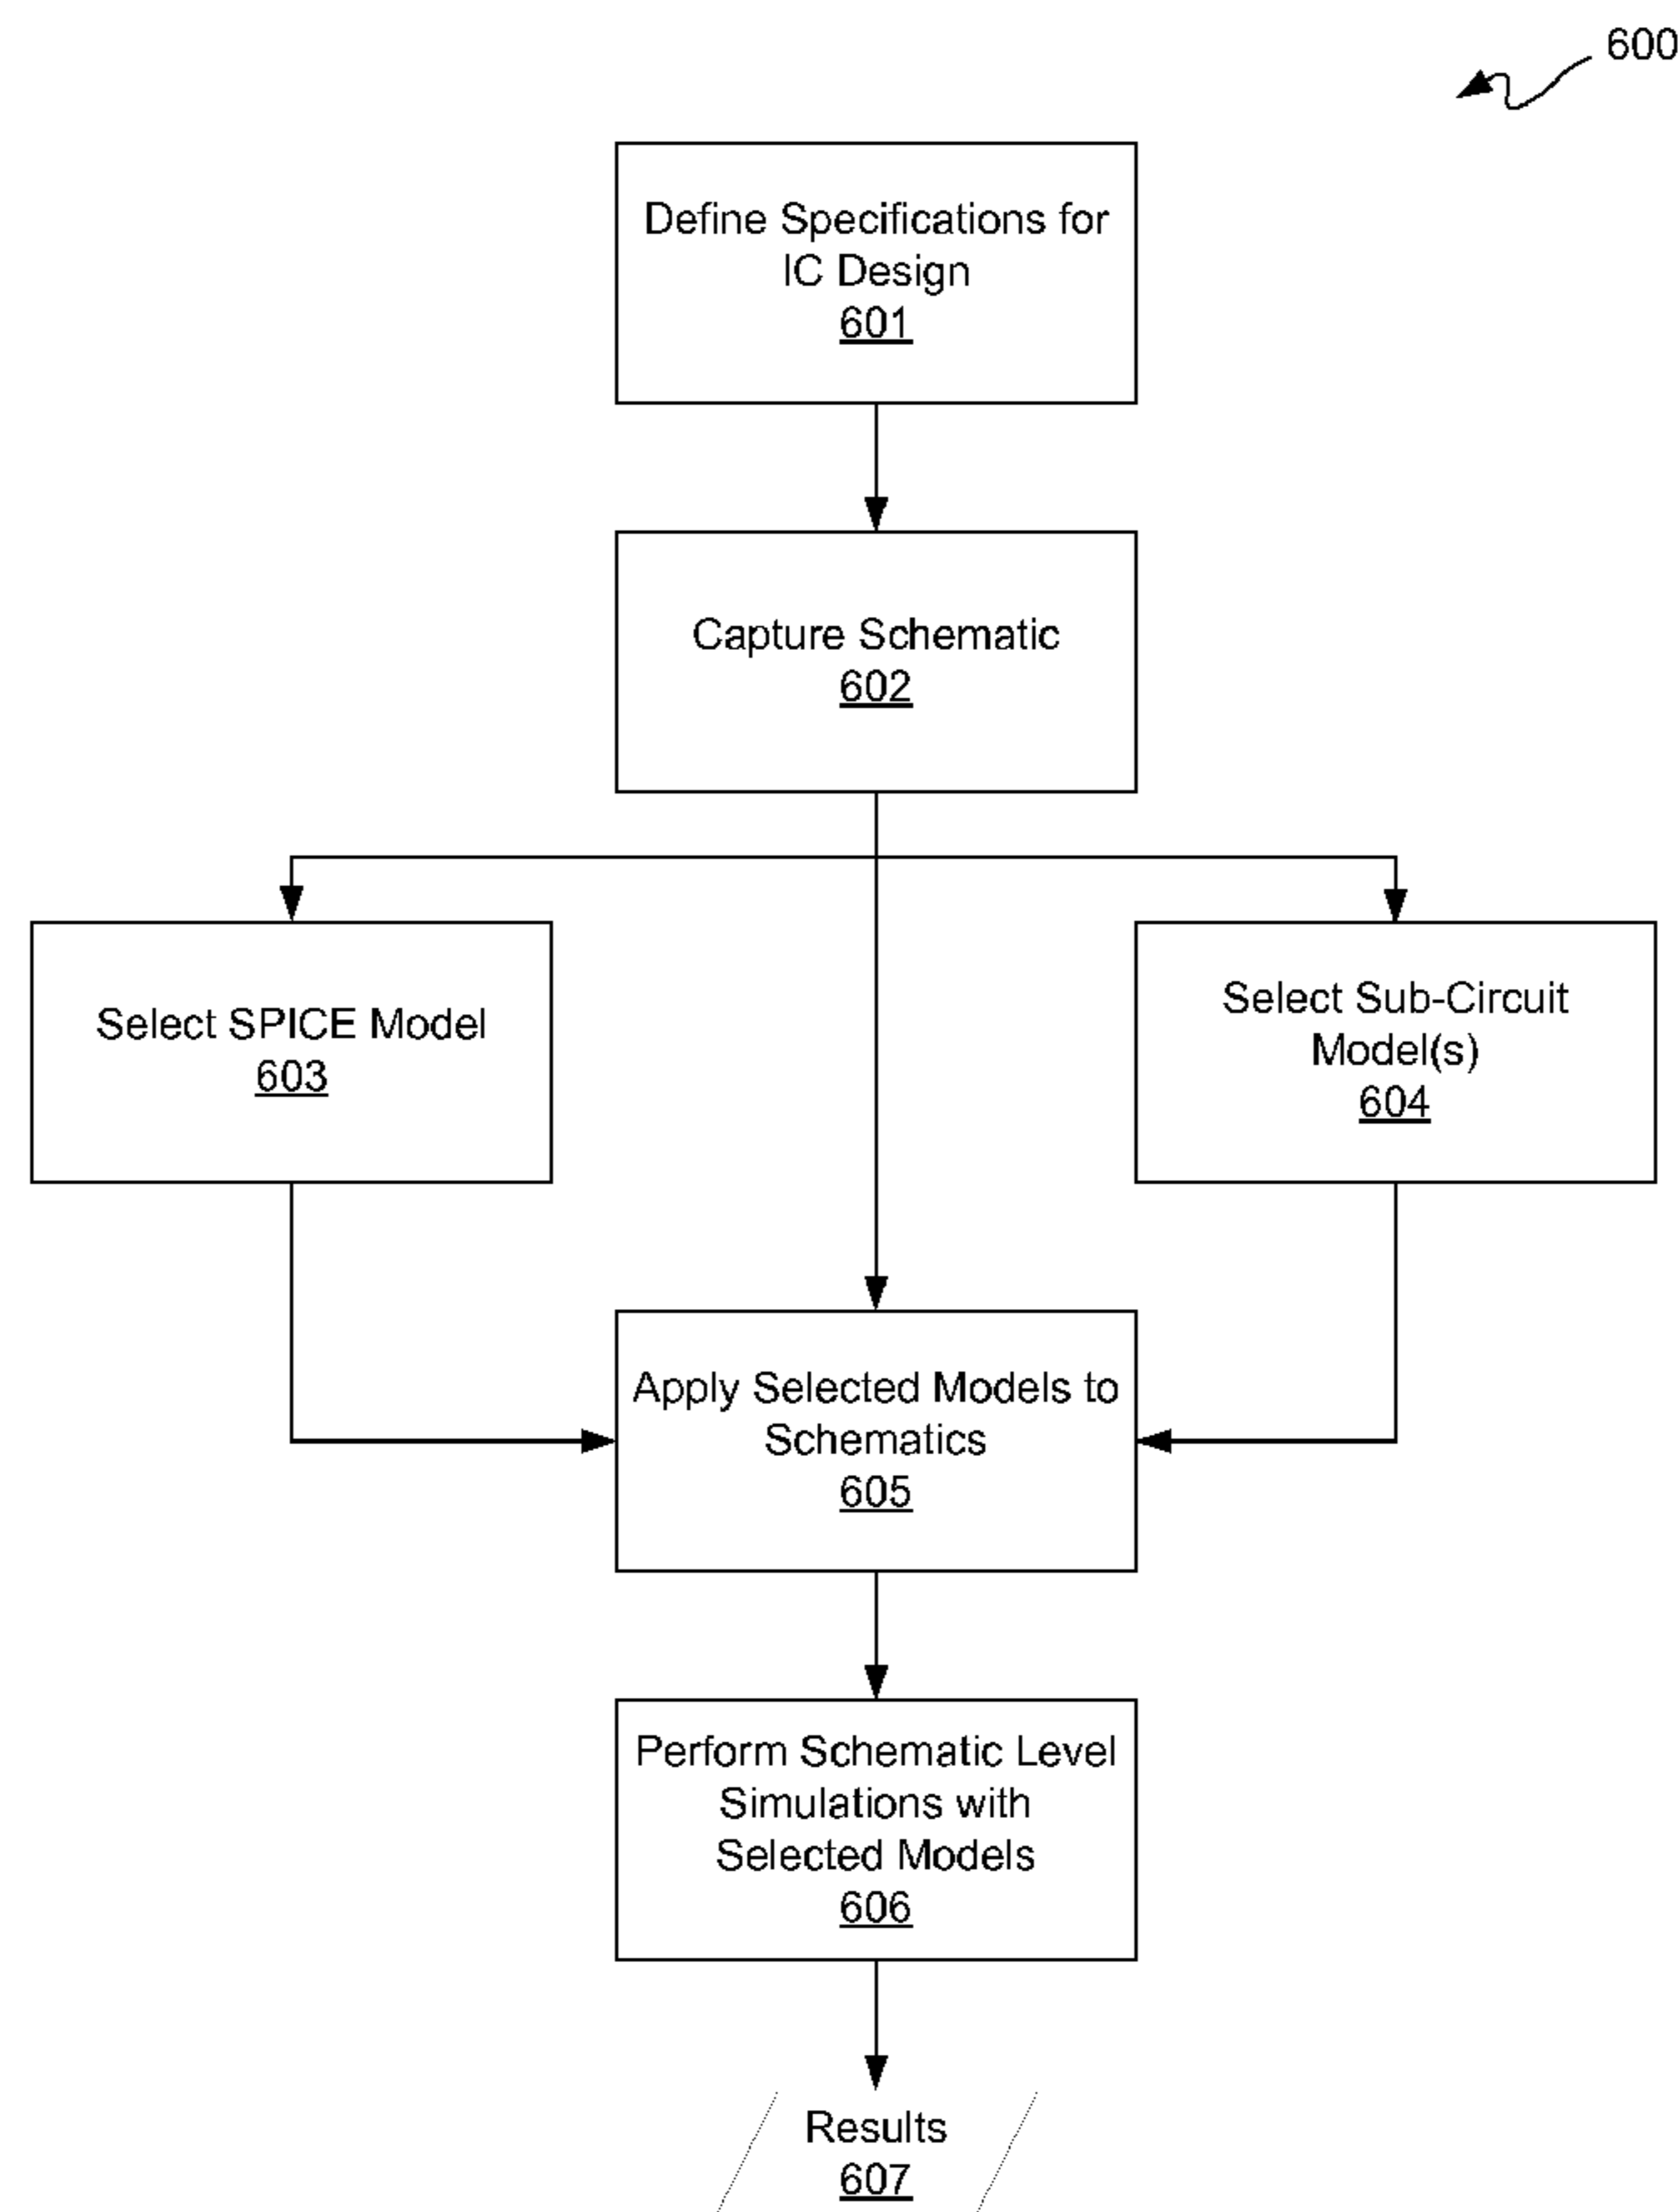 600
Define Specifications for
IC Design
601
Capture Schematic
602
Select SPICE Model
603
Select Sub-Circuit
Model(s)
604
Apply Selected Models to
Schematics
605
Perform Schematic Level
Simulations with
Selected Models
606
Results
607